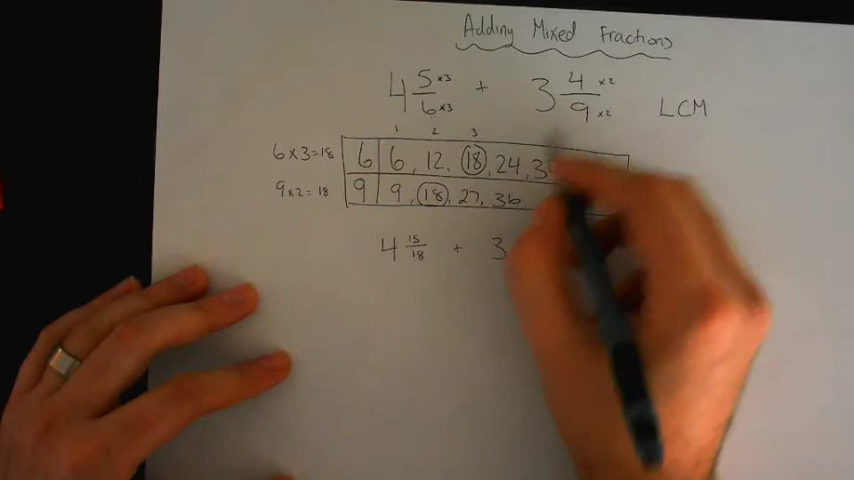 Adding Mixed Fractions
4 5×3/6×3 + 3 4×2/9×2 LCM
1 2 3
6×3=18 6 6, 12, 18, 24, 3
9×2=18 9 9, 18, 27, 36
4 15/18 + 3